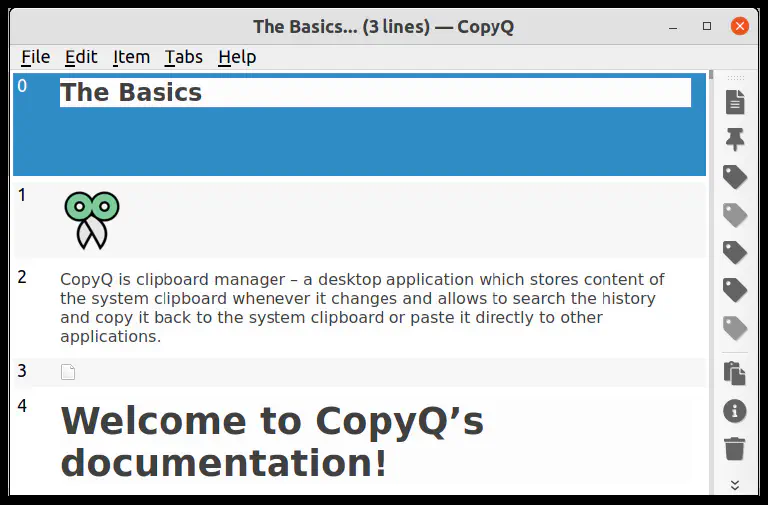 The Basics... (3 lines) — CopyQ
File Edit Item Tabs Help
0
The Basics
1
2
CopyQ is clipboard manager – a desktop application which stores content of
the system clipboard whenever it changes and allows to search the history
and copy it back to the system clipboard or paste it directly to other
applications.
3
4
Welcome to CopyQ’s
documentation!